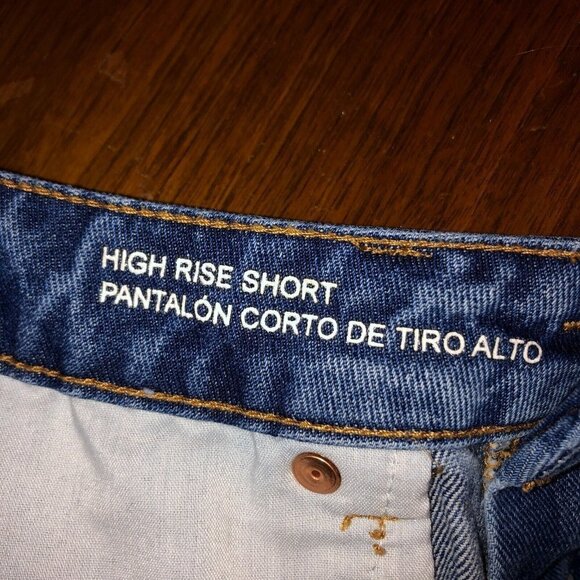 HIGH RISE SHORT
PANTALÓN CORTO DE TIRO ALTO